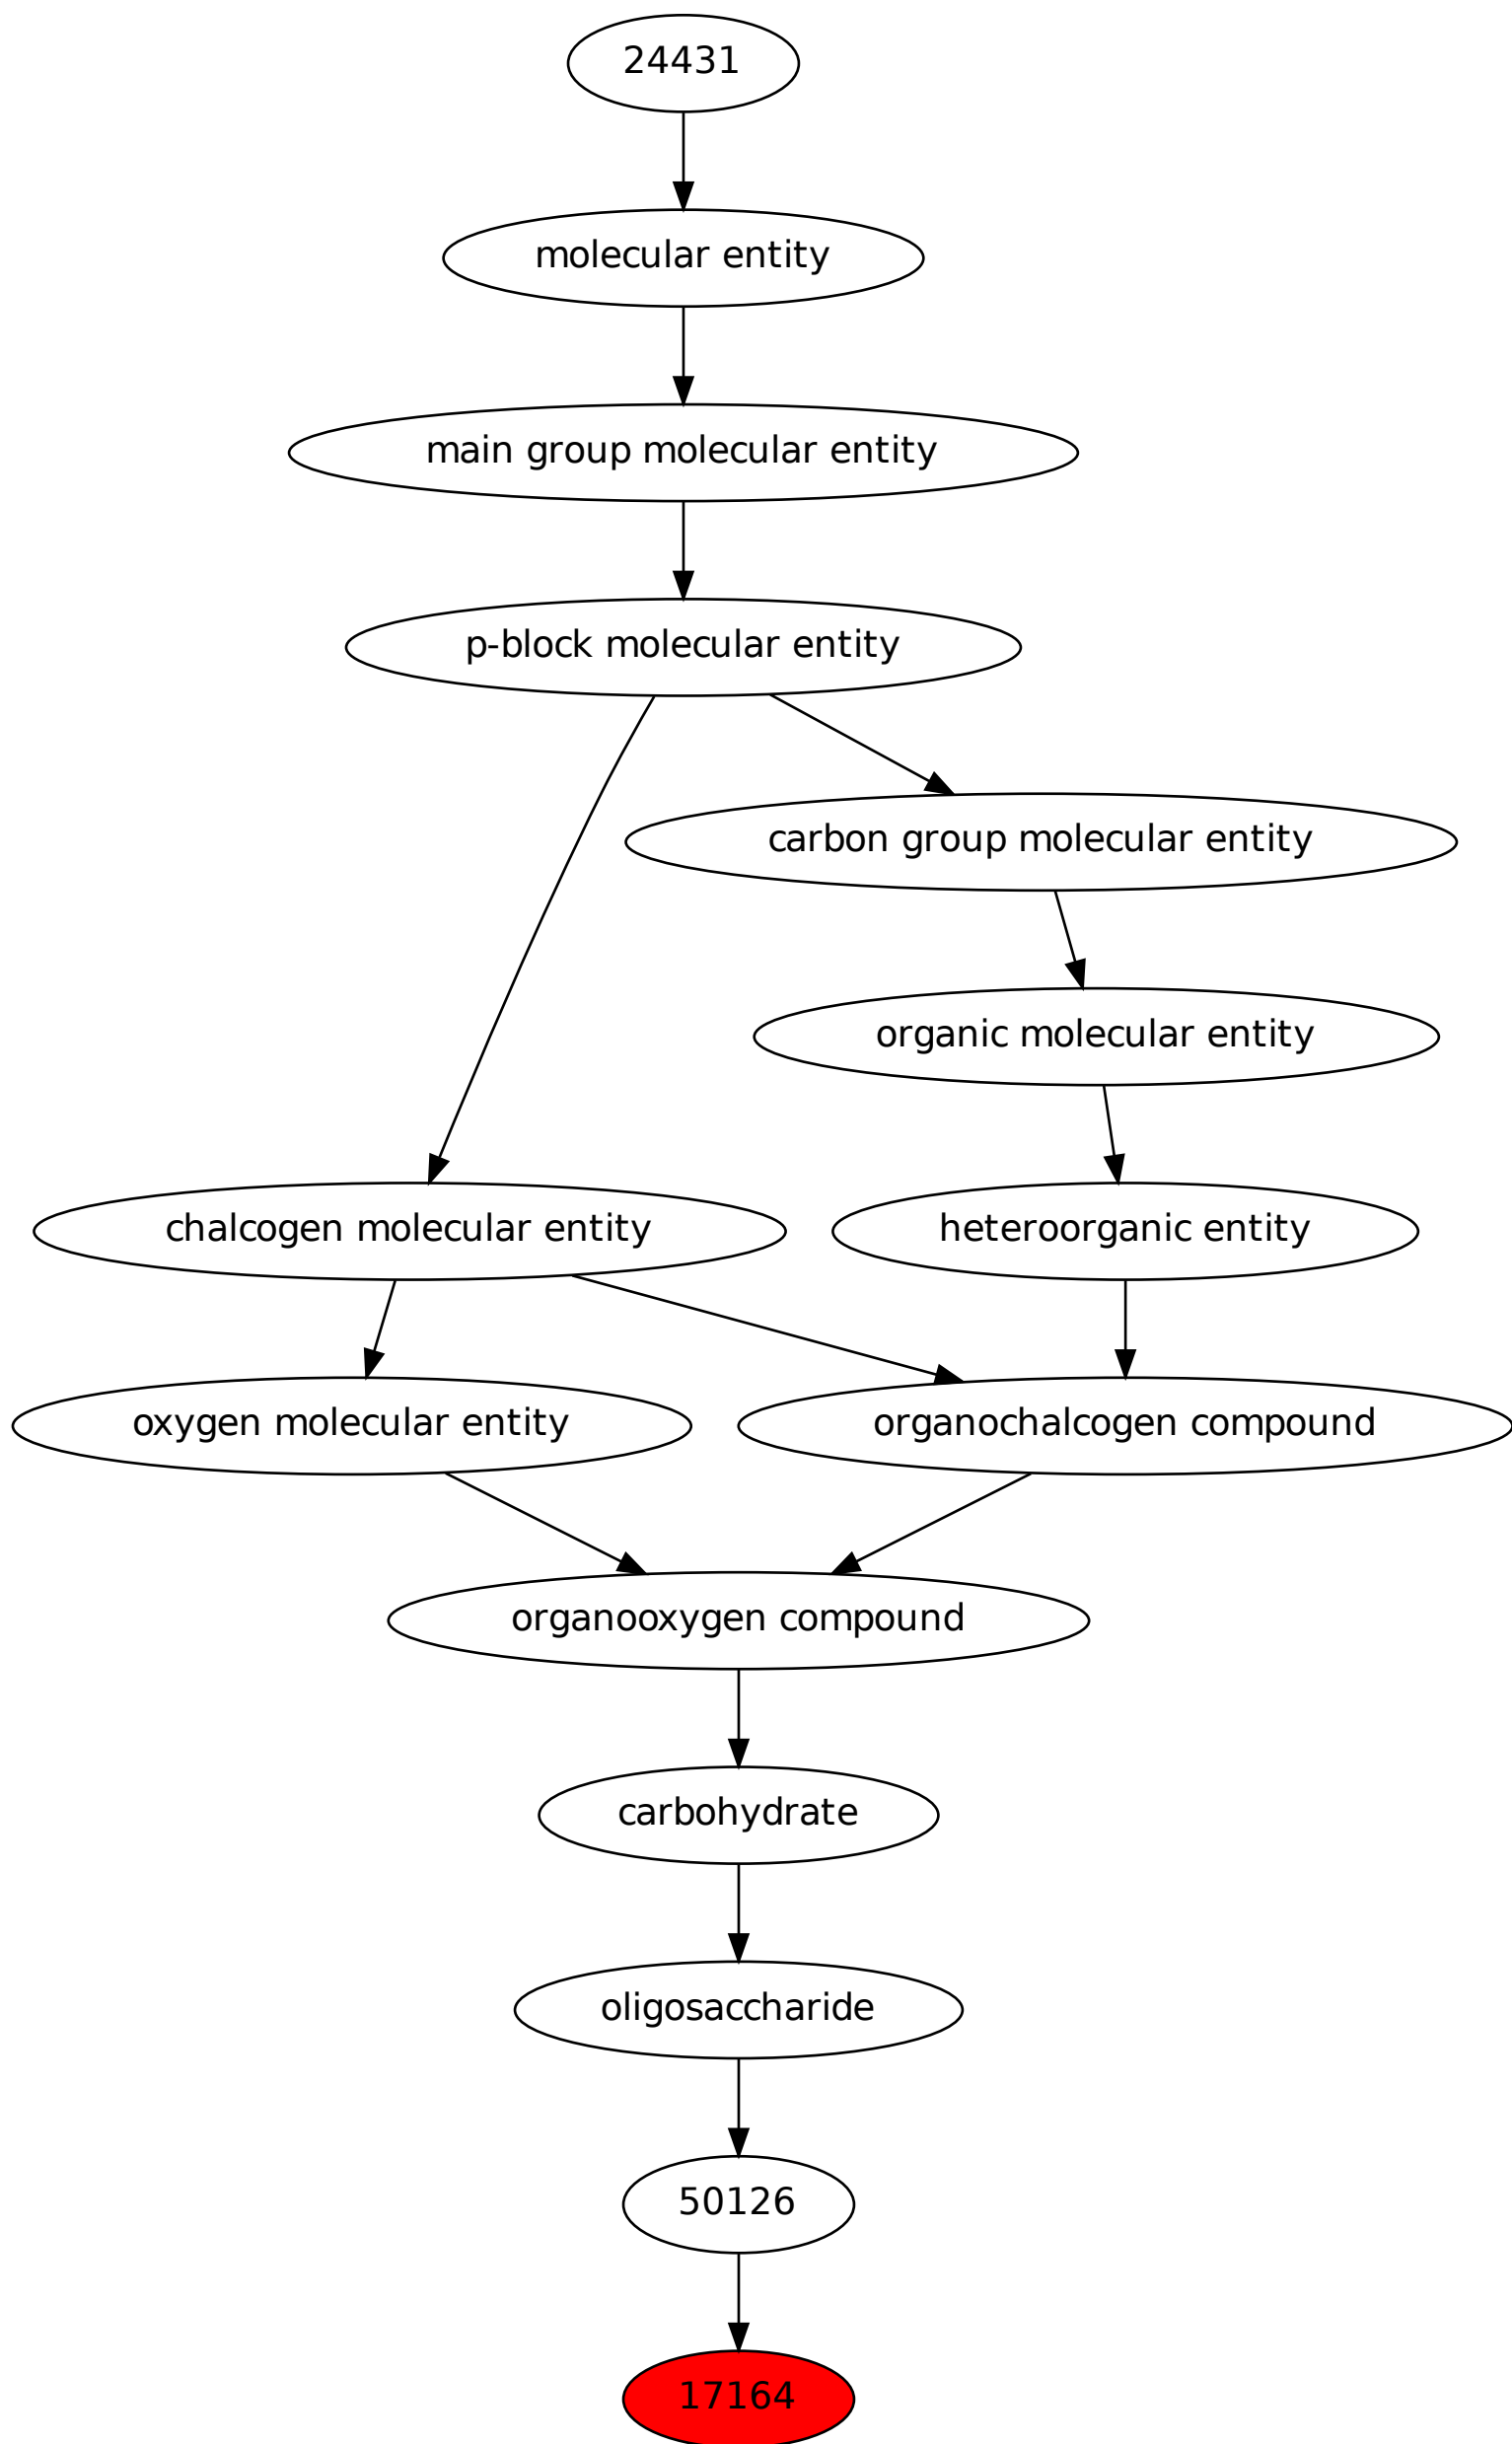 24431
molecular entity
main group molecular entity
p-block molecular entity
carbon group molecular entity
organic molecular entity
chalcogen molecular entity
heteroorganic entity
oxygen molecular entity
organochalcogen compound
organooxygen compound
carbohydrate
oligosaccharide
50126
17164